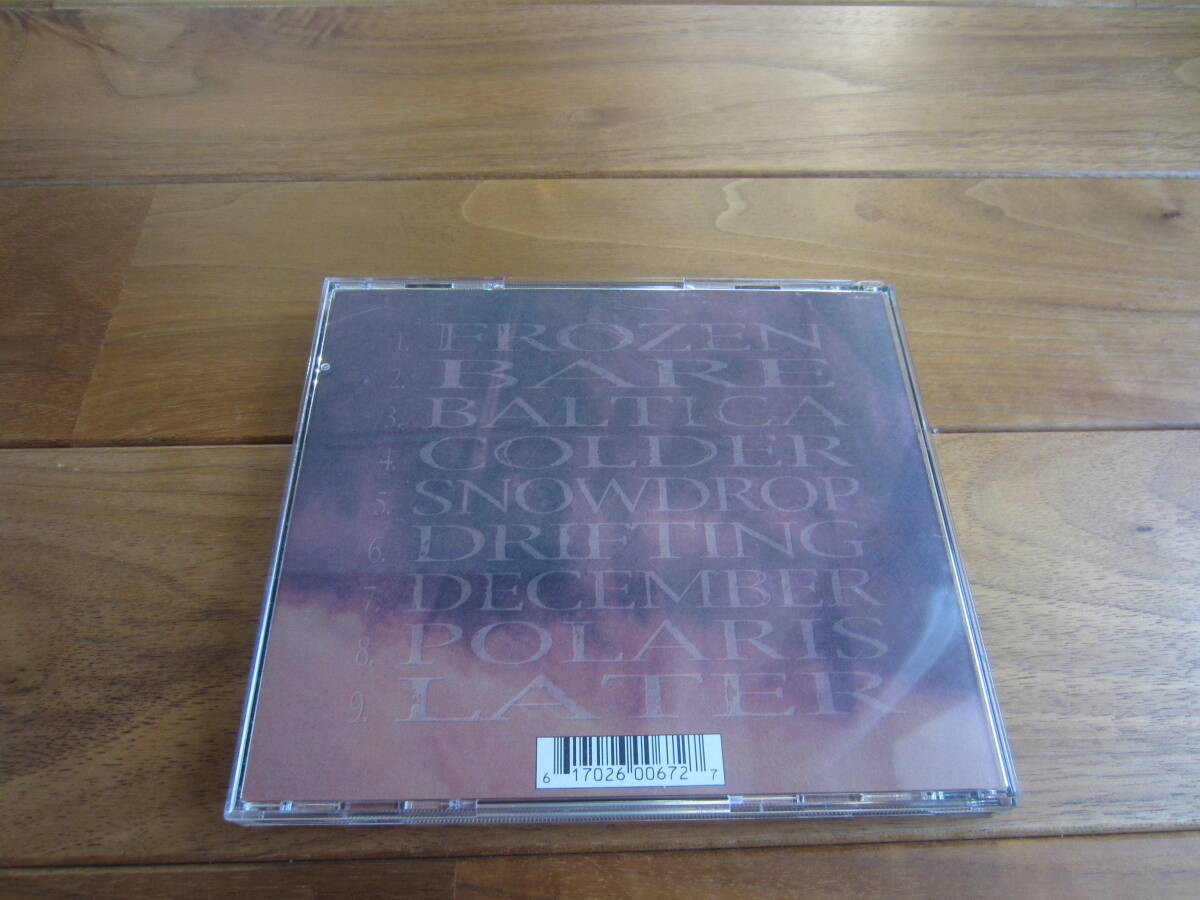 1. FROZEN
2. BARE
3. BALTICA
4. COLDER
5. SNOWDROP
6. DRIFTING
7. DECEMBER
8. POLARIS
9. LATER
6 17026 00672 7